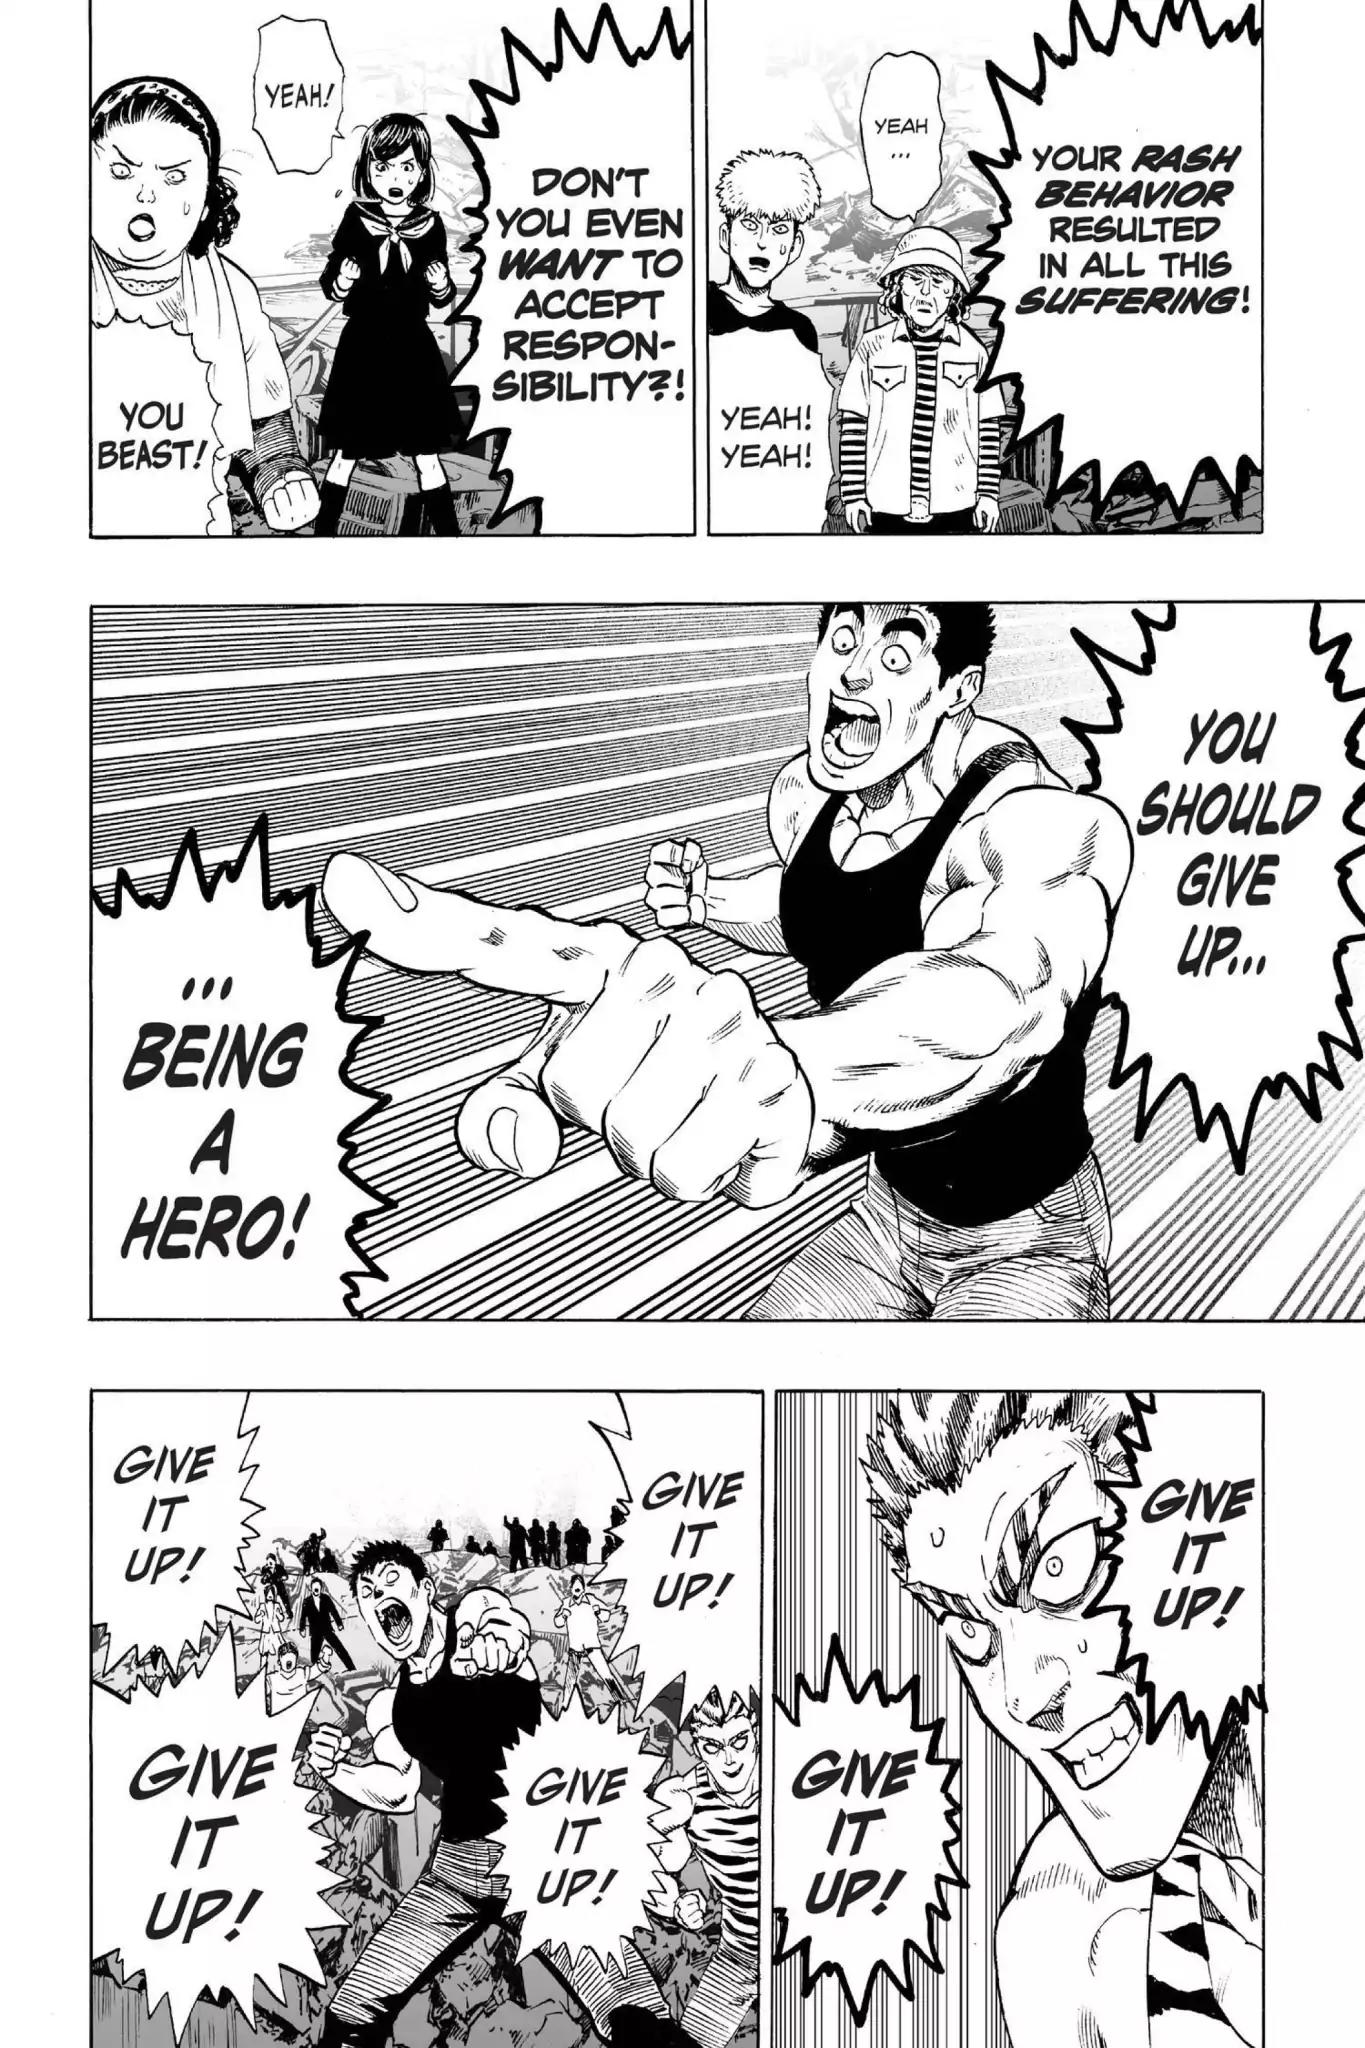 YOUR RASH
BEHAVIOR
RESULTED
IN ALL THIS
SUFFERING!
YEAH
...
YEAH!
YEAH!
DON'T
YOU EVEN
WANT TO
ACCEPT
RESPON-
SIBILITY?!
YEAH!
YOU
BEAST!
YOU
SHOULD
GIVE
UP...
...
BEING
A
HERO!
GIVE
IT
UP!
GIVE
IT
UP!
GIVE
IT
UP!
GIVE
IT
UP!
GIVE
IT
UP!
GIVE
IT
UP!